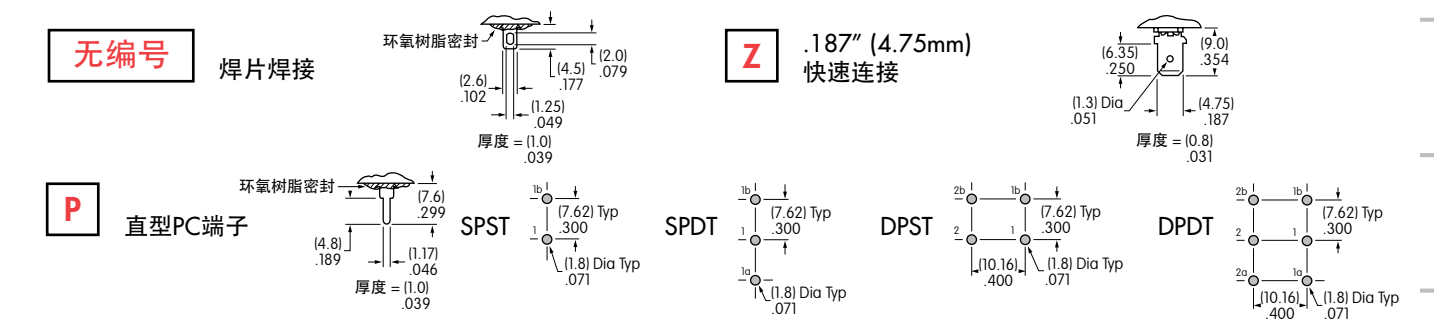 无编号
焊片焊接
环氧树脂密封
(2.0)
.079
(4.5)
.177
(2.6)
.102
(1.25)
.049
厚度 = (1.0)
.039
Z
.187" (4.75mm)
快速连接
(6.35)
.250
(9.0)
.354
(1.3) Dia
.051
(4.75)
.187
厚度 = (0.8)
.031
P
直型PC端子
环氧树脂密封
(7.6)
.299
(4.8)
.189
(1.17)
.046
厚度 = (1.0)
.039
SPST
1b
(7.62) Typ
.300
1
(1.8) Dia Typ
.071
SPDT
1b
(7.62) Typ
.300
1
1a
(1.8) Dia Typ
.071
DPST
2b 1b
(7.62) Typ
.300
2 1
(10.16)
.400
(1.8) Dia Typ
.071
DPDT
2b 1b
(7.62) Typ
.300
2 1
2a 1a
(10.16)
.400
(1.8) Dia Typ
.071